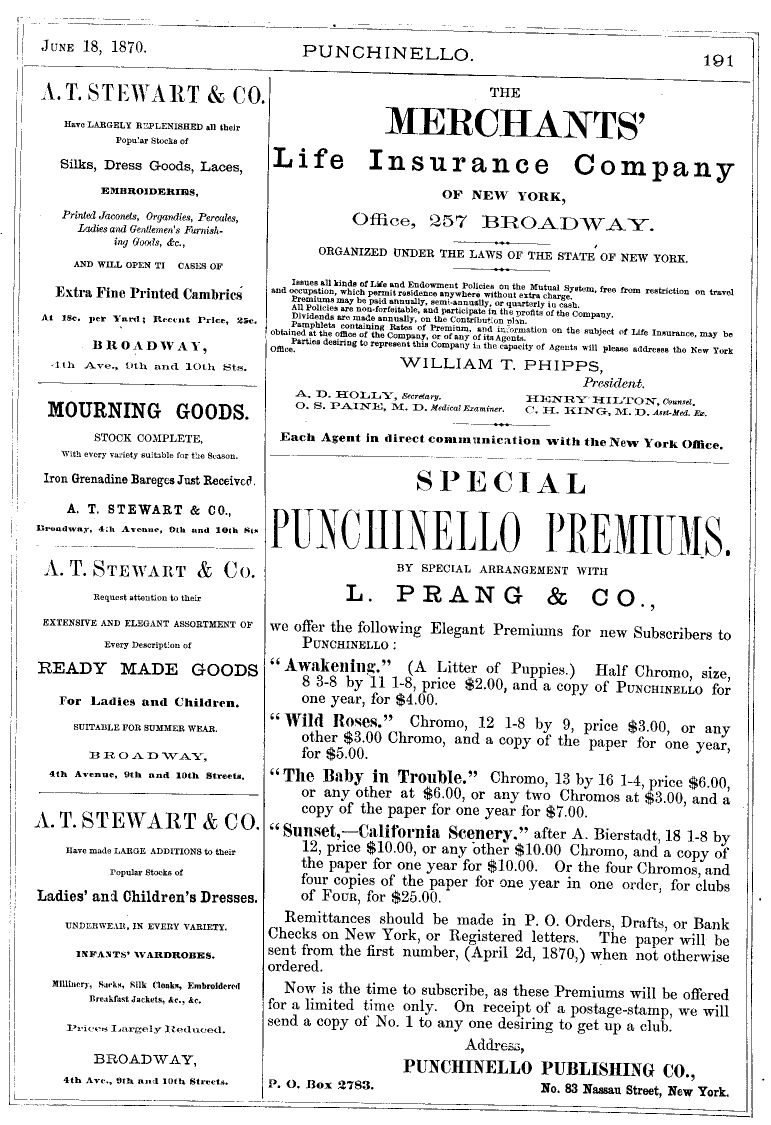 JUNE 18, 1870.
PUNCHINELLO.
191
A. T. STEWART & CO.
Have LARGELY REPLENISHED all their
Popular Stocks of
Silks, Dress Goods, Laces,
EMBROIDERIES,
Printed Jaconets, Organdies, Percales,
Ladies and Gentlemen's Furnish-
ing Goods, &c.,
AND WILL OPEN TI CASES OF
Extra Fine Printed Cambrics
At 18c. per Yard; Recent Price, 25c.
BROADWAY,
4th Ave., 9th and 10th Sts.
MOURNING GOODS.
STOCK COMPLETE,
With every variety suitable for the Season.
Iron Grenadine Bareges Just Received.
A. T. STEWART & CO.,
Broadway, 4th Avenue, 9th and 10th Sts
A. T. STEWART & Co.
Request attention to their
EXTENSIVE AND ELEGANT ASSORTMENT OF
Every Description of
READY MADE GOODS
For Ladies and Children.
SUITABLE FOR SUMMER WEAR.
BROADWAY,
4th Avenue, 9th and 10th Streets.
A. T. STEWART & CO.
Have made LARGE ADDITIONS to their
Popular Stocks of
Ladies' and Children's Dresses.
UNDERWEAR, IN EVERY VARIETY.
INFANTS' WARDROBES.
Millinery, Sacks, Silk Cloaks, Embroidered
Breakfast Jackets, &c., &c.
Prices Largely Reduced.
BROADWAY,
4th Ave., 9th and 10th Streets.
THE
MERCHANTS'
Life Insurance Company
OF NEW YORK,
Office, 257 BROADWAY.
ORGANIZED UNDER THE LAWS OF THE STATE OF NEW YORK.
Issues all kinds of Life and Endowment Policies on the Mutual System, free from restriction on travel
and occupation, which permit residence anywhere without extra charge.
Premiums may be paid annually, semi-annually, or quarterly in cash.
All Policies are non-forfeitable, and participate in the profits of the Company.
Dividends are made annually, on the Contribution plan.
Pamphlets containing Rates of Premium, and information on the subject of Life Insurance, may be
obtained at the office of the Company, or of any of its Agents.
Parties desiring to represent this Company in the capacity of Agents will please addresss the New York
Office.
WILLIAM T. PHIPPS,
President.
A. D. HOLLY, Secretary.
HENRY HILTON, Counsel.
O. S. PAINE, M. D. Medical Examiner.
C. H. KING, M. D. Asst-Med. Ex.
Each Agent in direct communication with the New York Office.
SPECIAL
PUNCHINELLO PREMIUMS.
BY SPECIAL ARRANGEMENT WITH
L. PRANG & CO.,
we offer the following Elegant Premiums for new Subscribers to
PUNCHINELLO:
"Awakening." (A Litter of Puppies.) Half Chromo, size,
8 3-8 by 11 1-8, price $2.00, and a copy of PUNCHINELLO for
one year, for $4.00.
"Wild Roses." Chromo, 12 1-8 by 9, price $3.00, or any
other $3.00 Chromo, and a copy of the paper for one year,
for $5.00.
"The Baby in Trouble." Chromo, 13 by 16 1-4, price $6.00,
or any other at $6.00, or any two Chromos at $3.00, and a
copy of the paper for one year for $7.00.
"Sunset,—California Scenery." after A. Bierstadt, 18 1-8 by
12, price $10.00, or any other $10.00 Chromo, and a copy of
the paper for one year for $10.00. Or the four Chromos, and
four copies of the paper for one year in one order, for clubs
of FOUR, for $25.00.
Remittances should be made in P. O. Orders, Drafts, or Bank
Checks on New York, or Registered letters. The paper will be
sent from the first number, (April 2d, 1870,) when not otherwise
ordered.
Now is the time to subscribe, as these Premiums will be offered
for a limited time only. On receipt of a postage-stamp, we will
send a copy of No. 1 to any one desiring to get up a club.
Address,
PUNCHINELLO PUBLISHING CO.,
P. O. Box 2783.
No. 83 Nassau Street, New York.